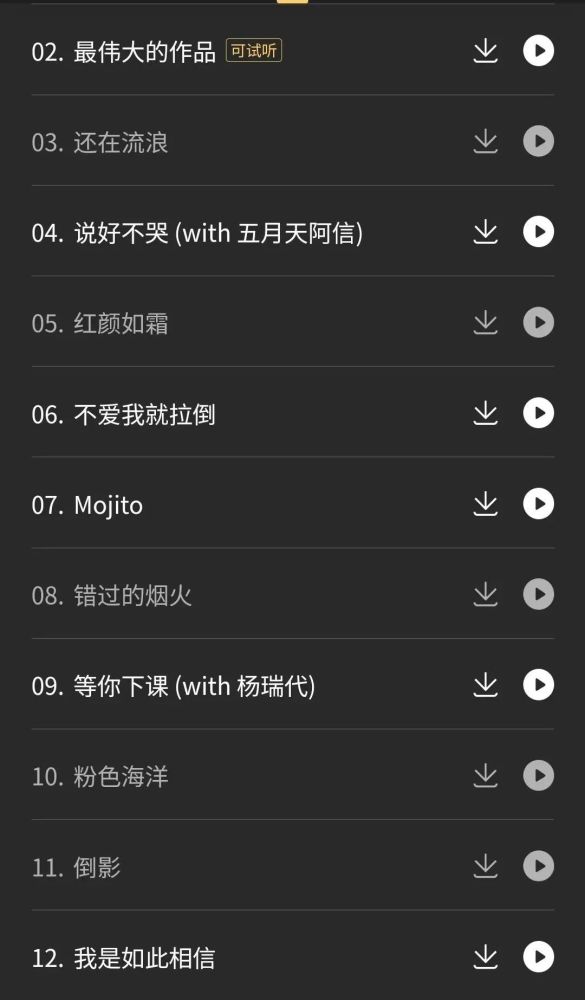 02. 最伟大的作品 可试听
03. 还在流浪
04. 说好不哭 (with 五月天阿信)
05. 红颜如霜
06. 不爱我就拉倒
07. Mojito
08. 错过的烟火
09. 等你下课 (with 杨瑞代)
10. 粉色海洋
11. 倒影
12. 我是如此相信